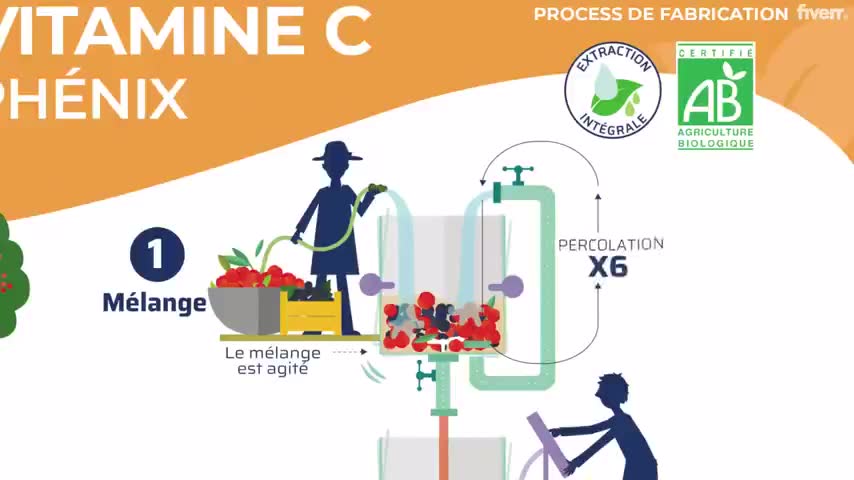 VITAMINE C
PHÉNIX
PROCESS DE FABRICATION
fiverr.
EXTRACTION
INTÉGRALE
CERTIFIÉ
AB
AGRICULTURE
BIOLOGIQUE
1
Mélange
PERCOLATION
X6
Le mélange
est agité